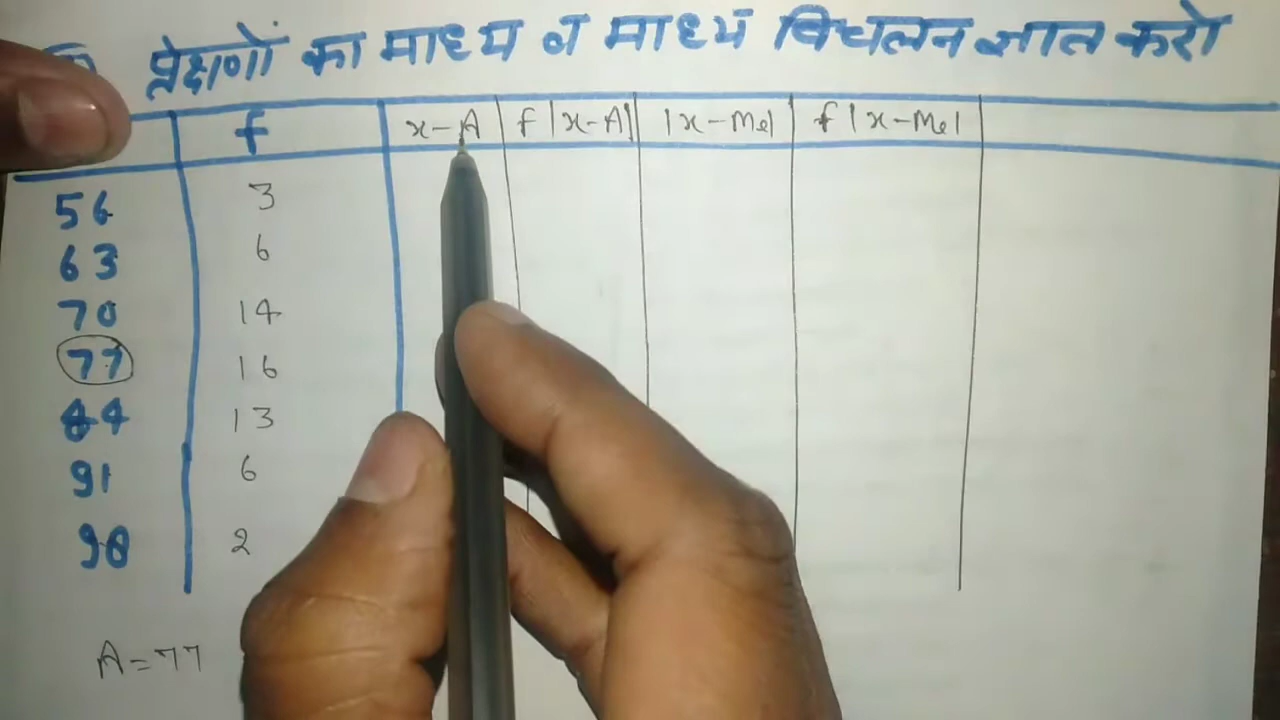 प्रेक्षणों का माध्य व माध्य विचलन ज्ञात करो
f x-A f|x-A| |x-Me| f|x-Me|
56 3
63 6
70 14
77 16
84 13
91 6
98 2
A=77